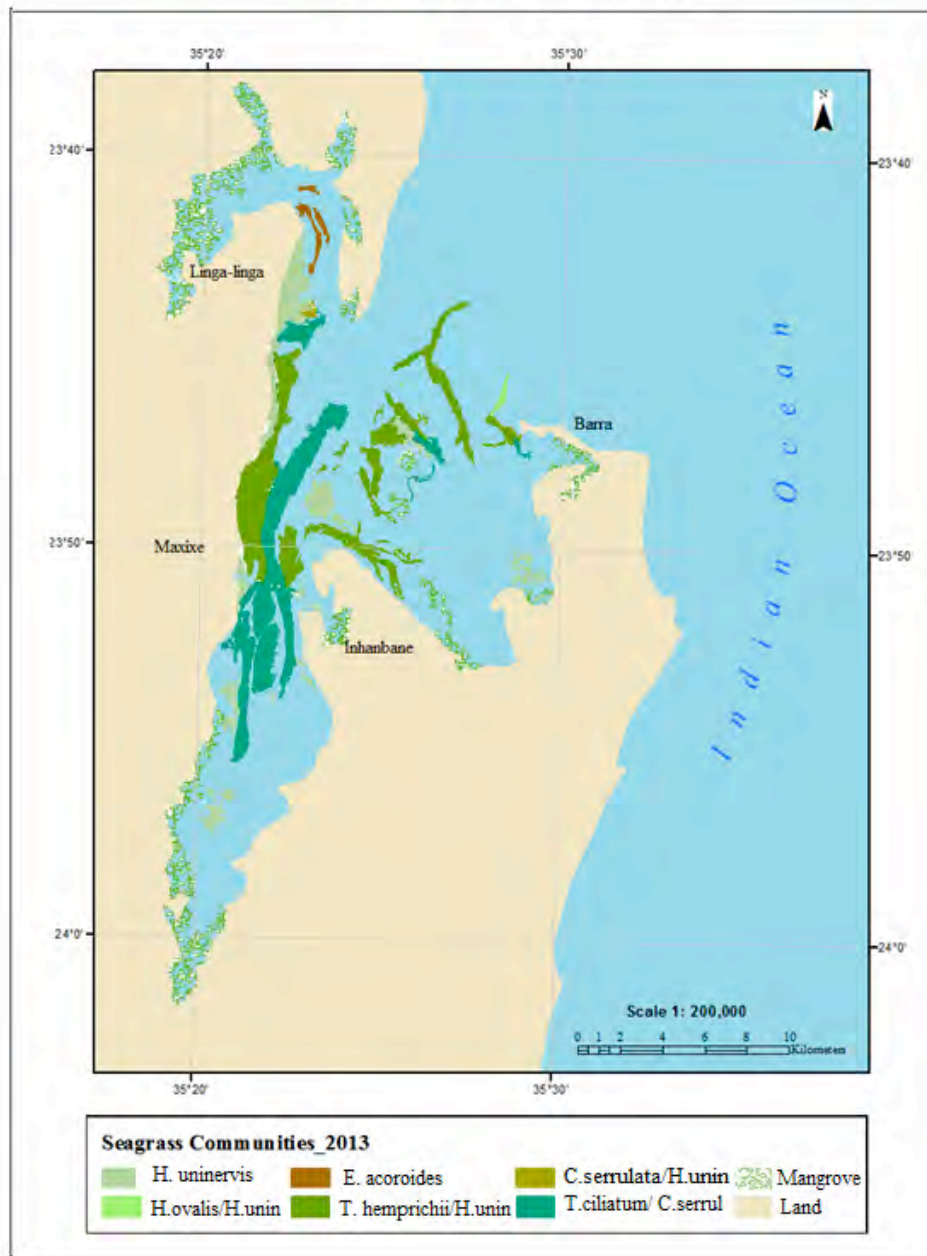 35°20' 35°30'
N
23°40' 23°40'
Linga-linga
Barra
Maxixe
23°50' 23°50'
Inhanbane
Indian Ocean
24°0' 24°0'
Scale 1: 200,000
0 1 2 4 6 8 10
Kilometers
35°20' 35°30'
Seagrass Communities_2013
H. uninervis E. acoroides C.serrulata/H.unin Mangrove
H.ovalis/H.unin T. hemprichii/H.unin T.ciliatum/ C.serrul Land